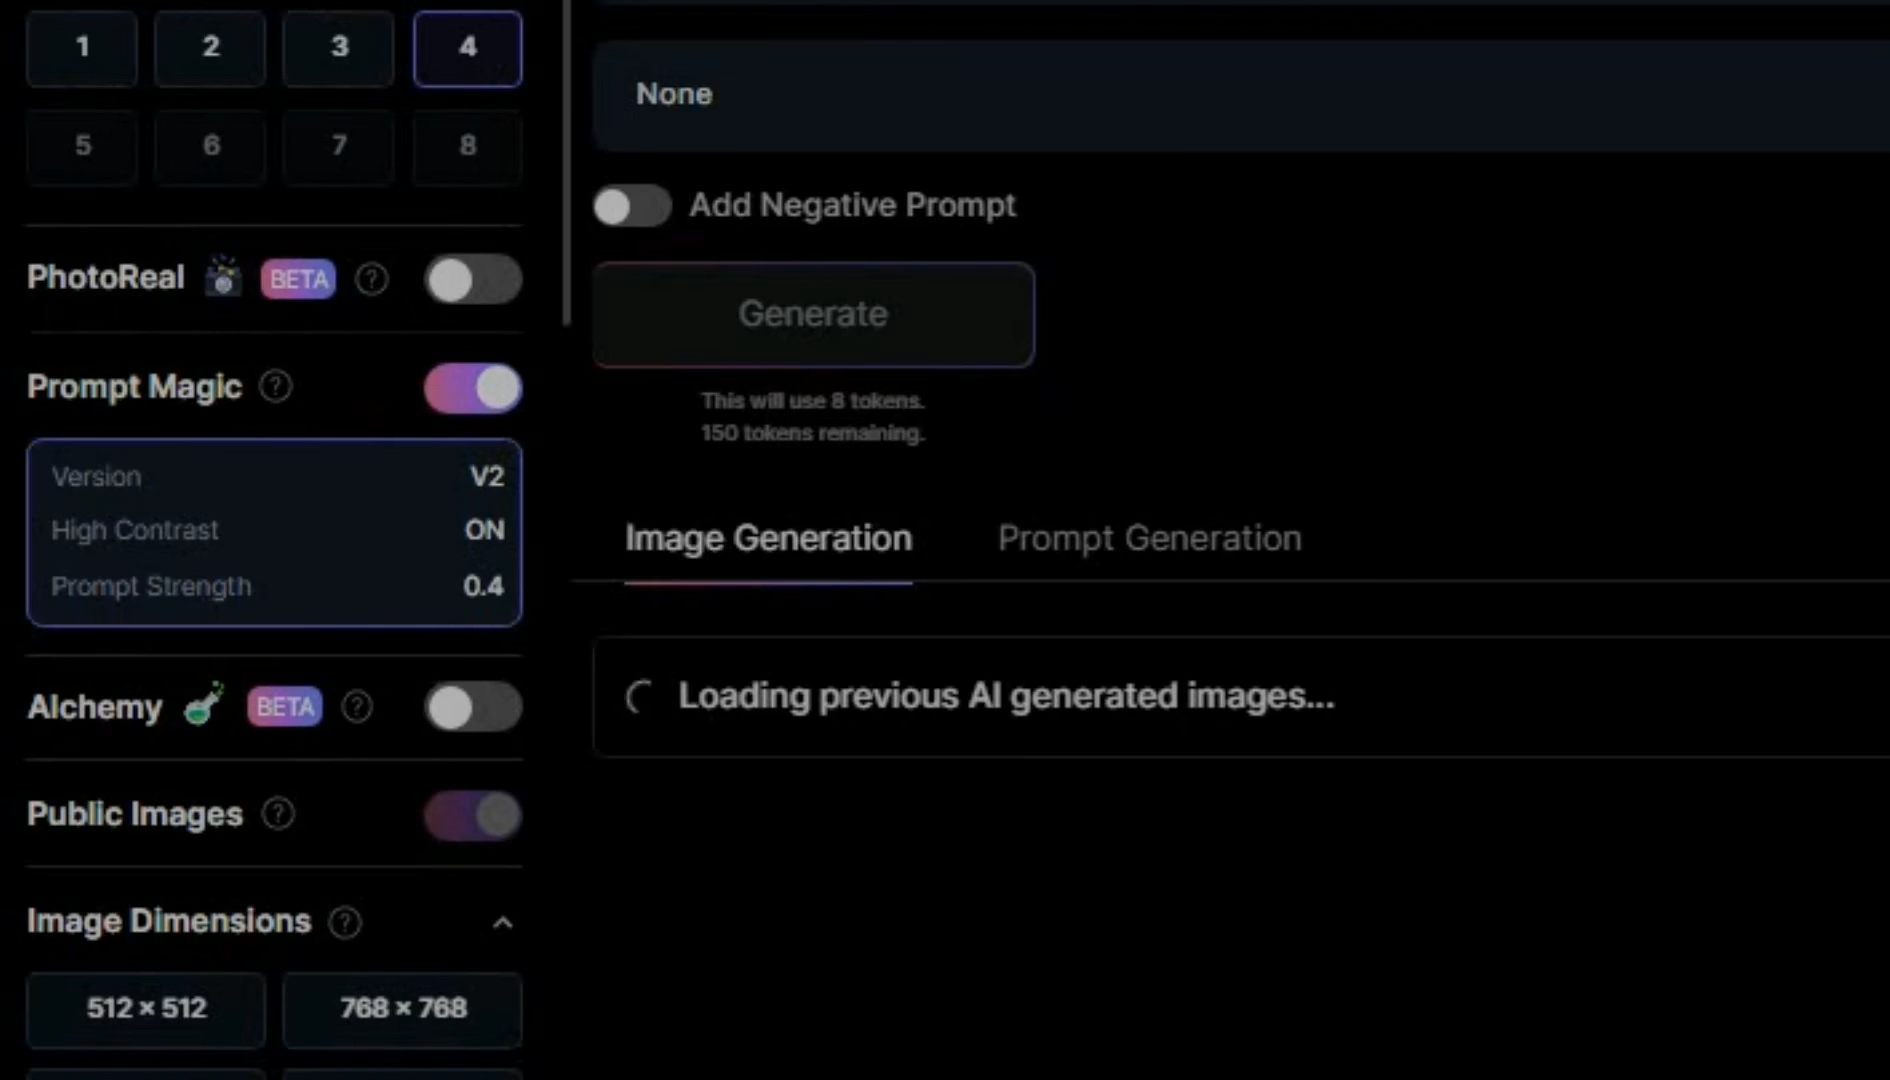 1 2 3 4
5 6 7 8
PhotoReal BETA ?
Prompt Magic ?
Version V2
High Contrast ON
Prompt Strength 0.4
Alchemy BETA ?
Public Images ?
Image Dimensions ?
512 × 512 768 × 768
None
Add Negative Prompt
Generate
This will use 8 tokens.
150 tokens remaining.
Image Generation Prompt Generation
Loading previous AI generated images...